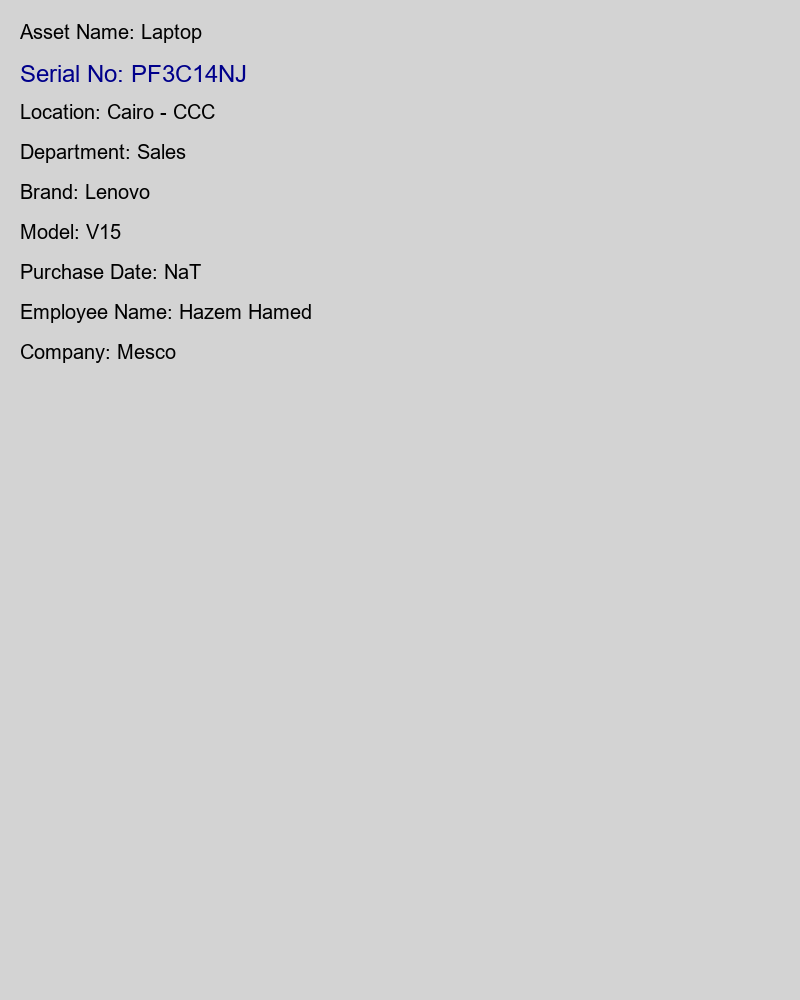 Asset Name: Laptop
Serial No: PF3C14NJ
Location: Cairo - CCC
Department: Sales
Brand: Lenovo
Model: V15
Purchase Date: NaT
Employee Name: Hazem Hamed
Company: Mesco